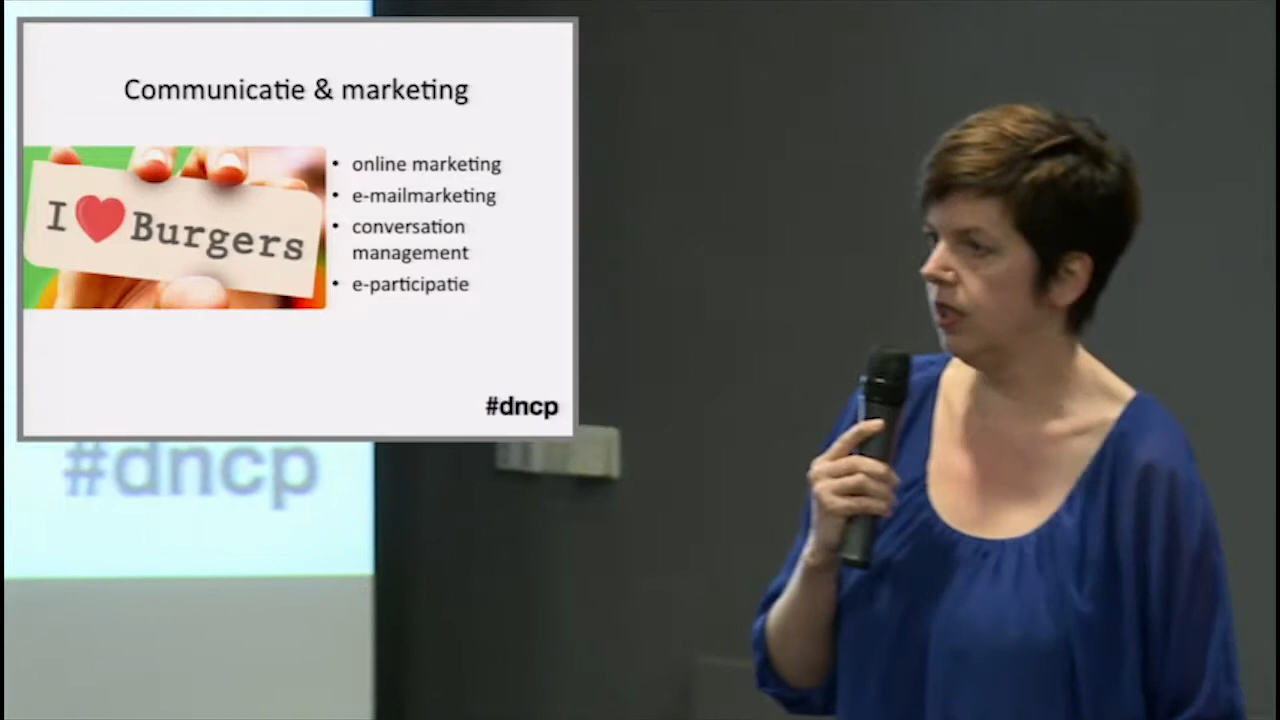 Communicatie & marketing
I ❤ Burgers
• online marketing
• e-mailmarketing
• conversation
management
• e-participatie
#dncp
#dncp